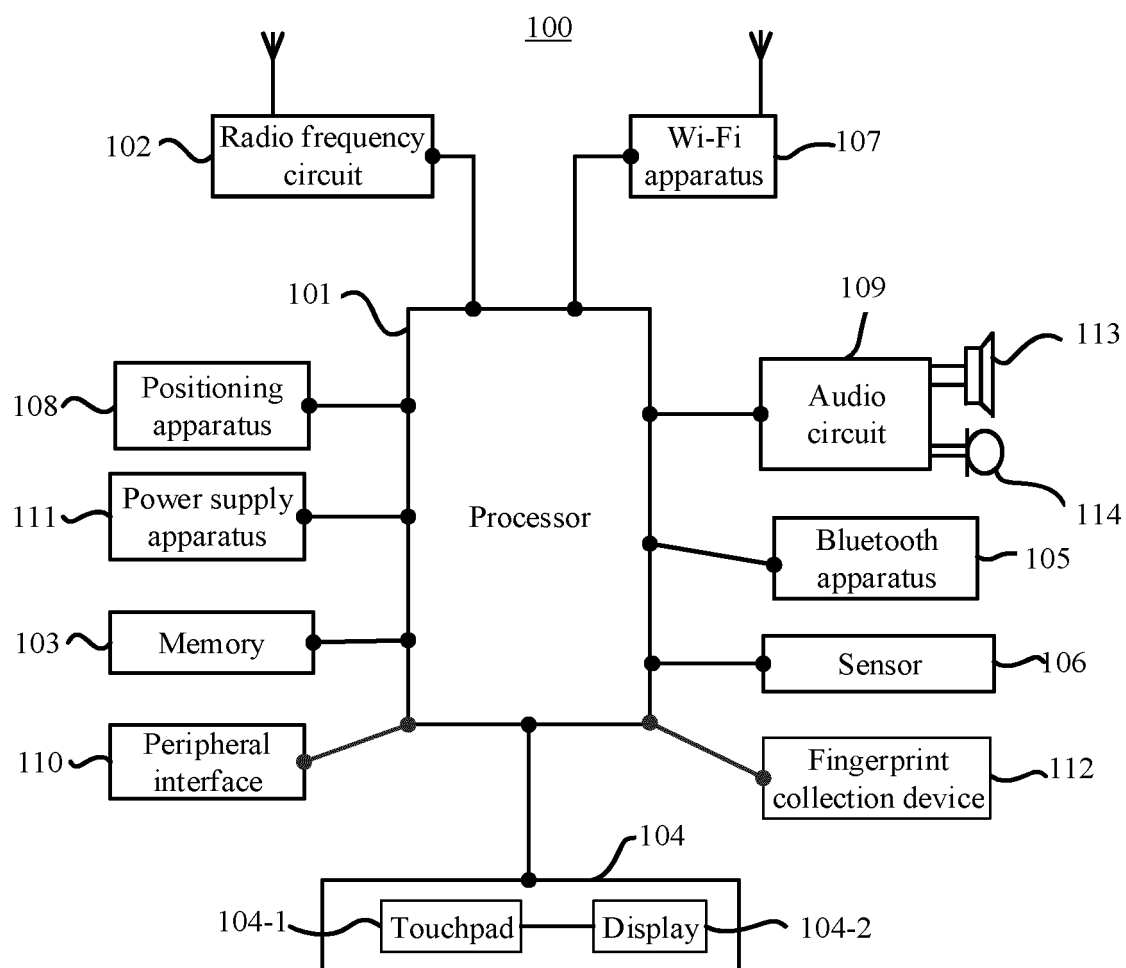 100
102
Radio frequency
circuit
Wi-Fi
apparatus
107
101
109
113
108
Positioning
apparatus
Audio
circuit
111
Power supply
apparatus
Processor
114
Bluetooth
apparatus
105
103
Memory
Sensor
106
110
Peripheral
interface
Fingerprint
collection device
112
104
104-1
Touchpad
Display
104-2